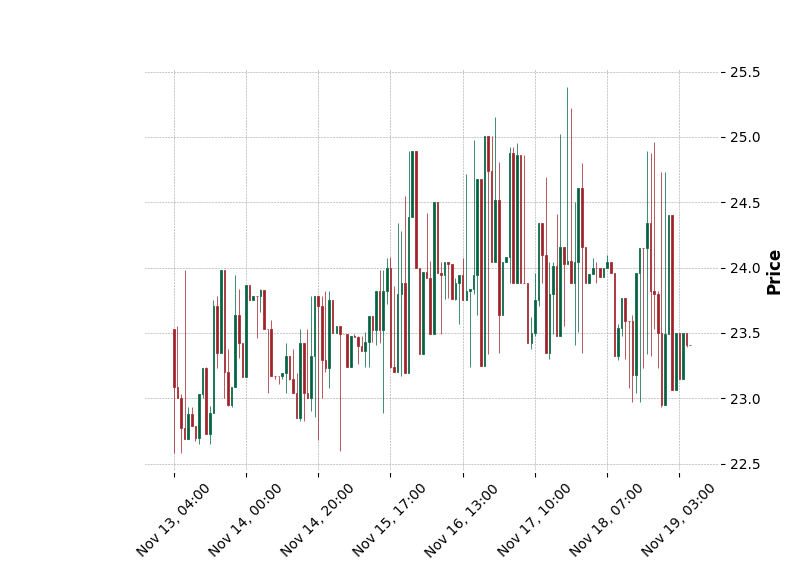 25.5
25.0
24.5
24.0
23.5
23.0
22.5
Price
Nov 13, 04:00
Nov 14, 00:00
Nov 14, 20:00
Nov 15, 17:00
Nov 16, 13:00
Nov 17, 10:00
Nov 18, 07:00
Nov 19, 03:00